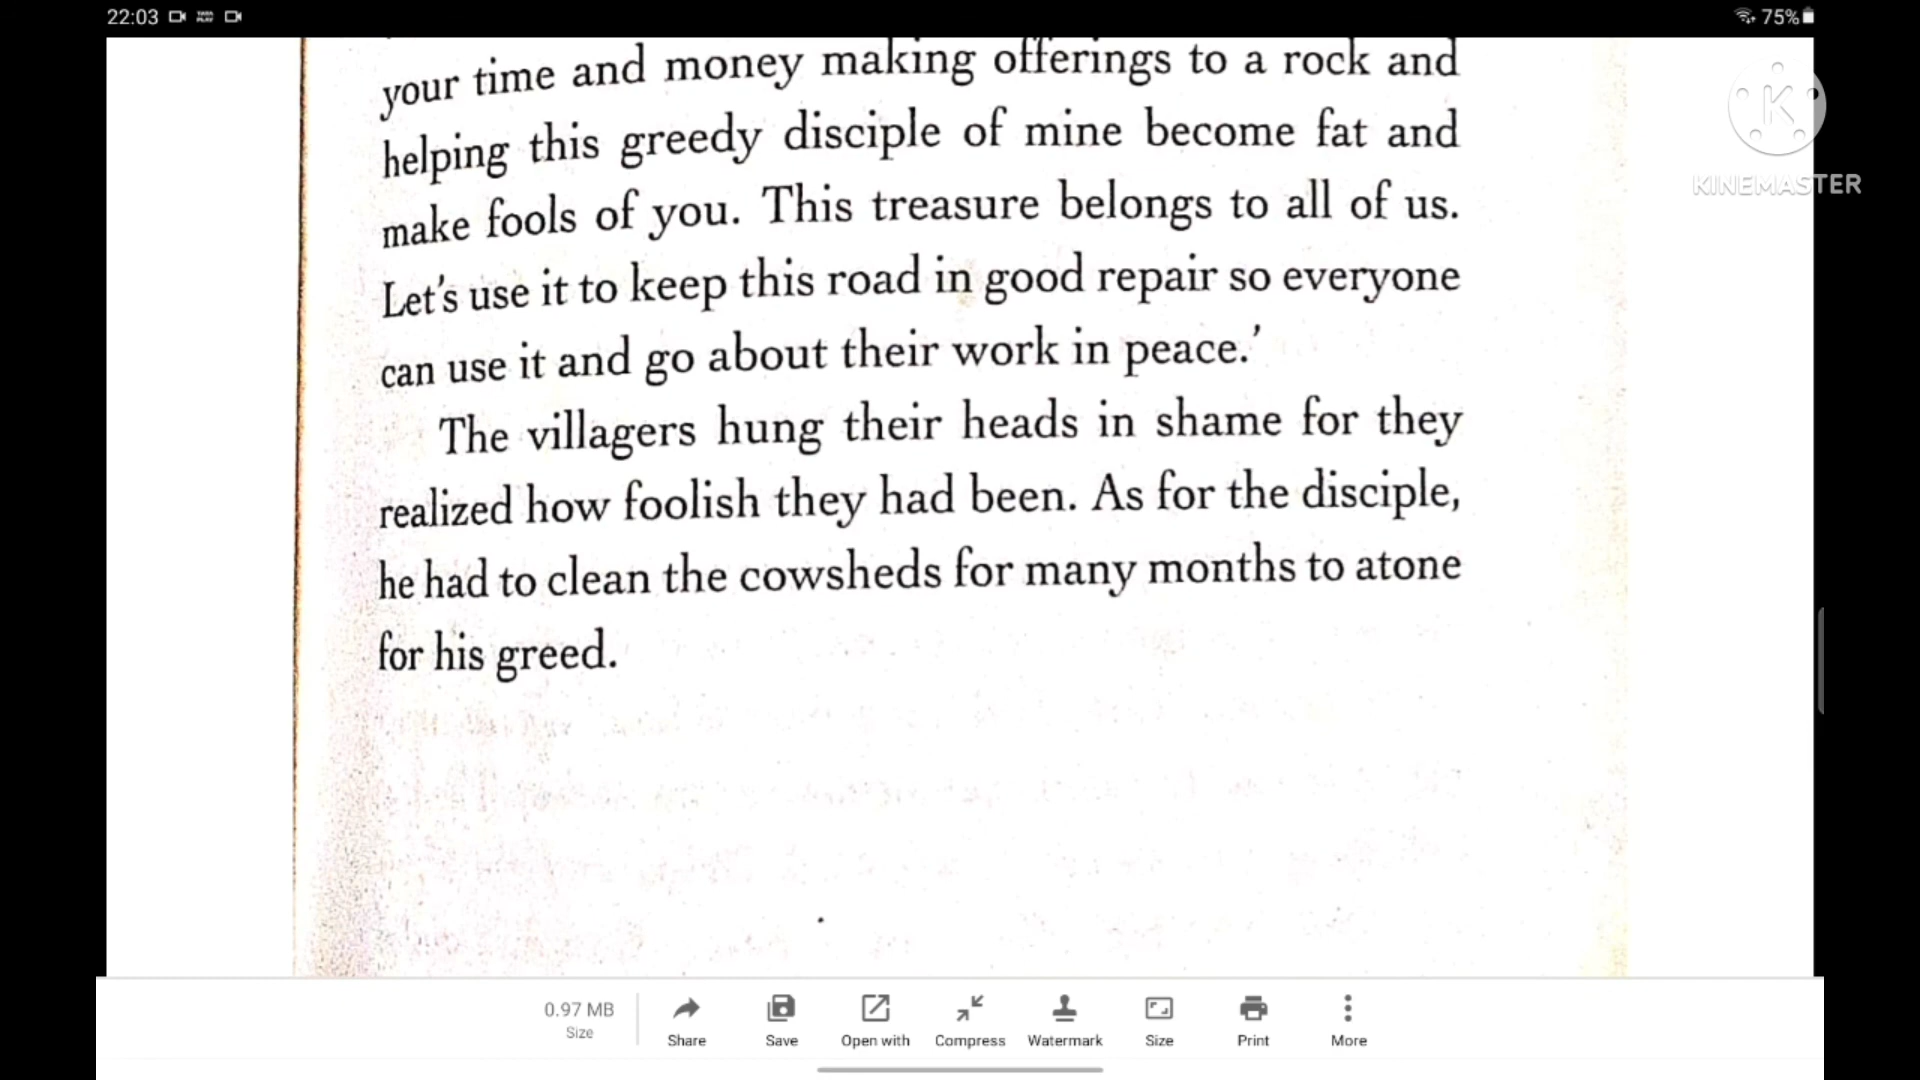 22:03
75%
your time and money making offerings to a rock and
helping this greedy disciple of mine become fat and
make fools of you. This treasure belongs to all of us.
Let's use it to keep this road in good repair so everyone
can use it and go about their work in peace.'
The villagers hung their heads in shame for they
realized how foolish they had been. As for the disciple,
he had to clean the cowsheds for many months to atone
for his greed.
K
KINEMASTER
0.97 MB
Size
Share
Save
Open with
Compress
Watermark
Size
Print
More